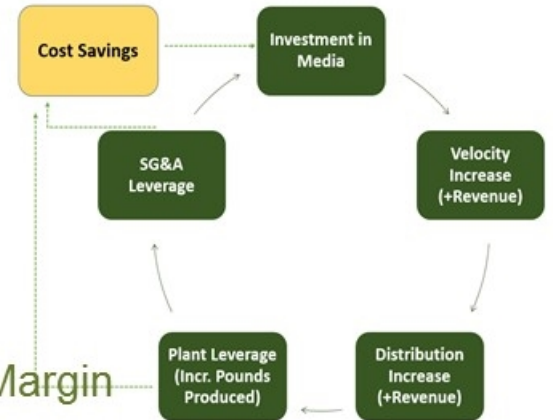 Cost Savings
Investment in
Media
Velocity
Increase
(+Revenue)
Distribution
Increase
(+Revenue)
Plant Leverage
(Incr. Pounds
Produced)
SG&A
Leverage
Margin